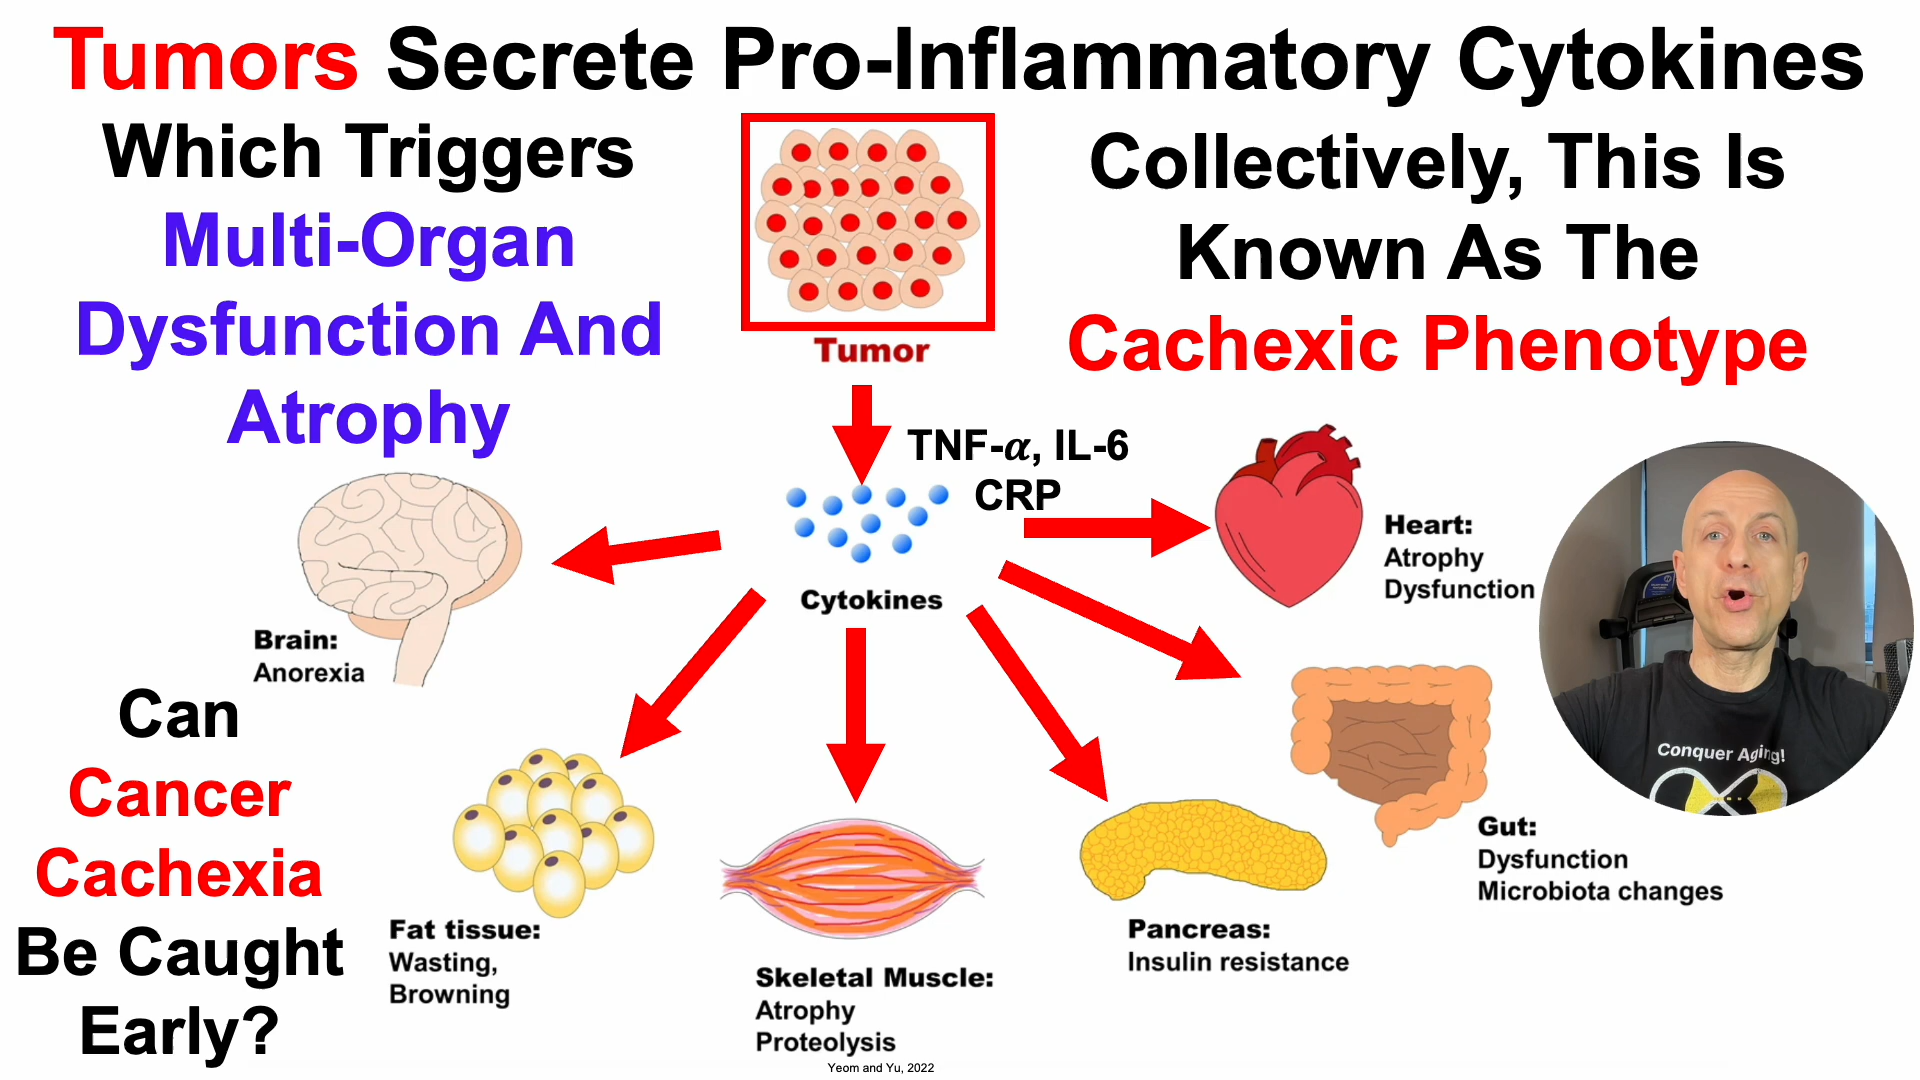 Tumors Secrete Pro-Inflammatory Cytokines
Which Triggers
Multi-Organ
Dysfunction And
Atrophy
Collectively, This Is
Known As The
Cachexic Phenotype
Tumor
TNF-𝜶, IL-6
CRP
Cytokines
Heart:
Atrophy
Dysfunction
Brain:
Anorexia
Can
Cancer
Cachexia
Be Caught
Early?
Fat tissue:
Wasting,
Browning
Skeletal Muscle:
Atrophy
Proteolysis
Pancreas:
Insulin resistance
Gut:
Dysfunction
Microbiota changes
Conquer Aging!
Yeom and Yu, 2022